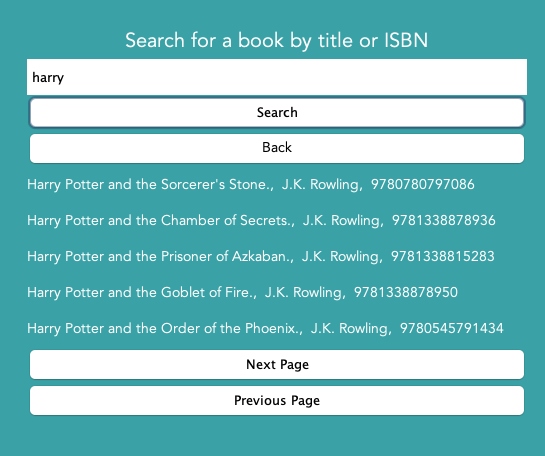 Search for a book by title or ISBN
harry
Search
Back
Harry Potter and the Sorcerer's Stone.,  J.K. Rowling,  9780780797086
Harry Potter and the Chamber of Secrets.,  J.K. Rowling,  9781338878936
Harry Potter and the Prisoner of Azkaban.,  J.K. Rowling,  9781338815283
Harry Potter and the Goblet of Fire.,  J.K. Rowling,  9781338878950
Harry Potter and the Order of the Phoenix.,  J.K. Rowling,  9780545791434
Next Page
Previous Page